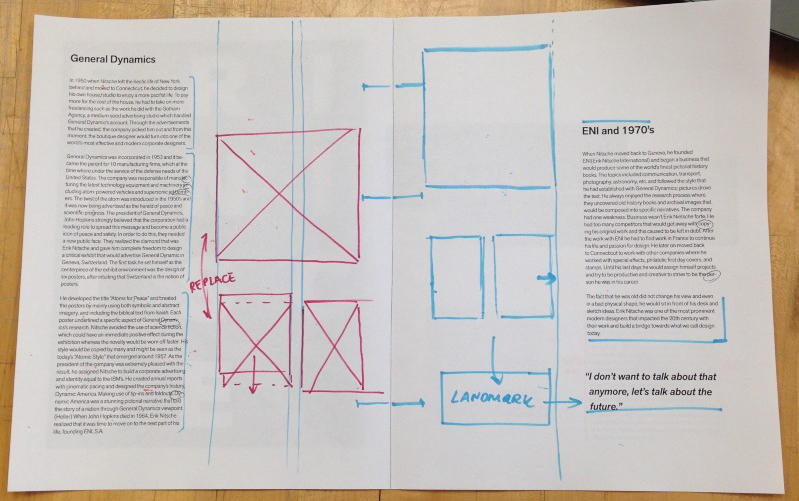 General Dynamics
In 1950 when Nitsche left the hectic life of New York
behind and moved to Connecticut, he decided to design
his own house/studio to enjoy a more pacifist life. To pay
more for the cost of the house, he had to take on more
freelancing such as the work he did with the Gotham
Agency, a medium sized advertising studio which handled
General Dynamic's account. Through the advertisements
that he created, the company picked him out and from this
moment, the boutique designer would turn into one of the
world's most effective and modern corporate designers.
General Dynamics was incorporated in 1953 and it be-
came the parent for 10 manufacturing firms, which at the
time where under the service of the defense needs of the
United States. The company was responsible of manufac-
turing the latest technology equipment and machinery in-
cluding atom powered vehicles and supersonic
ers. The twist of the atom was introduced in the 1950's and
it was now being advertised as the herald of peace and
scientific progress. The president of General Dynamics,
John Hopkins strongly believed that the corporation had a
leading role to spread this message and become a public
icon of peace and safety. In order to do this, they needed
a new public face. They realized the diamond that was
Erik Nitsche and gave him complete freedom to design
a critical exhibit that would advertise General Dynamic in
Geneva, Switzerland. The first task he set himself as the
centerpiece of the exhibit environment was the design of
six posters, after intuiting that Switzerland is the nation of
posters.
He developed the title "Atoms for Peace" and created
the posters by mainly using both symbolic and abstract
imagery, and including the biblical text from Isaiah. Each
poster underlined a specific aspect of General Dynam-
ics's research. Nitsche avoided the use of science fiction,
which could have an immediate positive effect during the
exhibition whereas the novelty would be worn off faster. His
style would be copied by many and might be seen as the
today's "Atomic Style" that emerged around 1957. As the
president of the company was extremely pleased with the
result, he assigned Nitsche to build a corporate advertising
and identity equal to the IBM's. He created annual reports
with cinematic pacing and designed the company's history,
Dynamic America. Making use of tip-ins and foldouts, Dy-
namic America was a stunning pictorial narrative that told
the story of a nation through General Dynamics viewpoint
(Heller). When John Hopkins died in 1964, Erik Nitsche
realized that it was time to move on to the next part of his
life, founding ENI, S.A.
REPLACE
LANDMARK
ENI and 1970's
When Nitsche moved back to Geneva, he founded
ENI (Erik Nitsche International) and began a business that
would produce some of the world's finest pictorial history
books. The topics included communication, transport,
photography, astronomy, etc. and followed the style that
he had established with General Dynamics; pictures drove
the text. He always enjoyed the research process where
they uncovered old history books and archival images that
would be composed into specific narratives. The company
had one weakness. Business wasn't Erik Netische forte. He
had too many competitors that would get away with copy-
ing his original work and this caused to be left in debt. After
the work with ENI he had to find work in France to continue
his life and passion for design. He later on moved back
to Connecticut to work with other companies where he
worked with special effects, philatelic first day covers, and
stamps. Until his last days he would assign himself projects
and try to be productive and creative to strive to be the per-
son he was in his career.
The fact that he was old did not change his view and even
in a bad physical shape, he would sit in front of his desk and
sketch ideas. Erik Nitsche was one of the most prominent
modern designers that impacted the 20th century with
their work and build a bridge towards what we call design
today.
"I don't want to talk about that
anymore, let's talk about the
future."